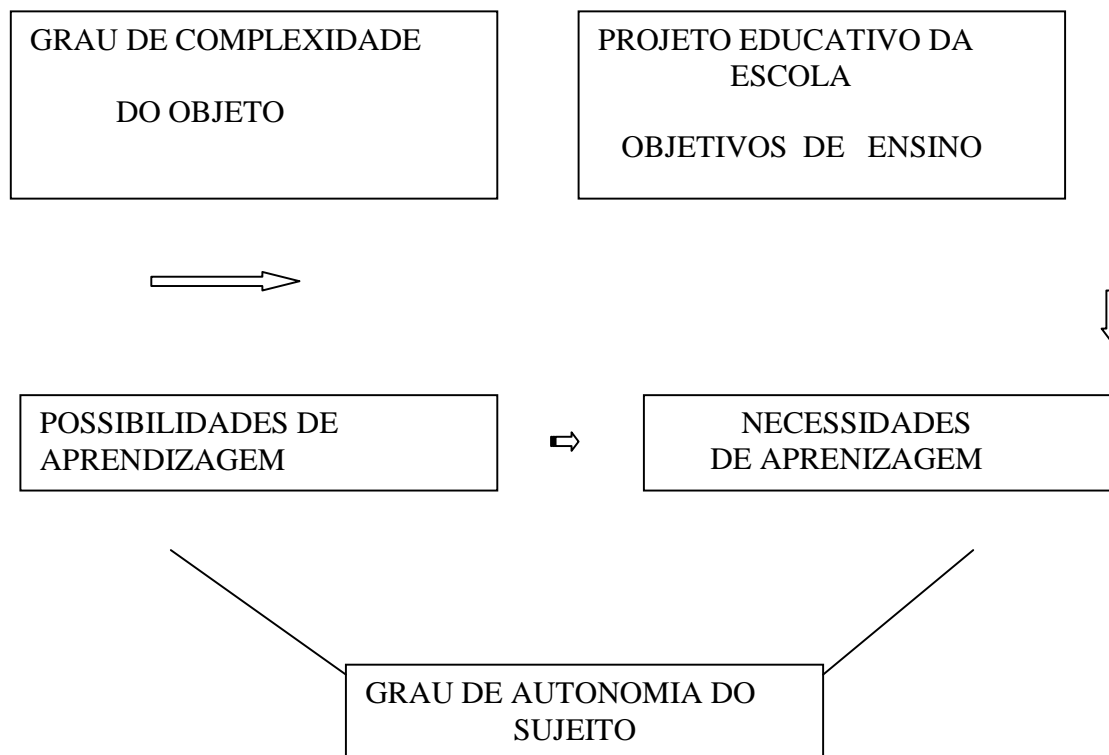 GRAU DE COMPLEXIDADE
DO OBJETO
PROJETO EDUCATIVO DA
ESCOLA
OBJETIVOS DE ENSINO
POSSIBILIDADES DE
APRENDIZAGEM
NECESSIDADES
DE APRENIZAGEM
GRAU DE AUTONOMIA DO
SUJEITO